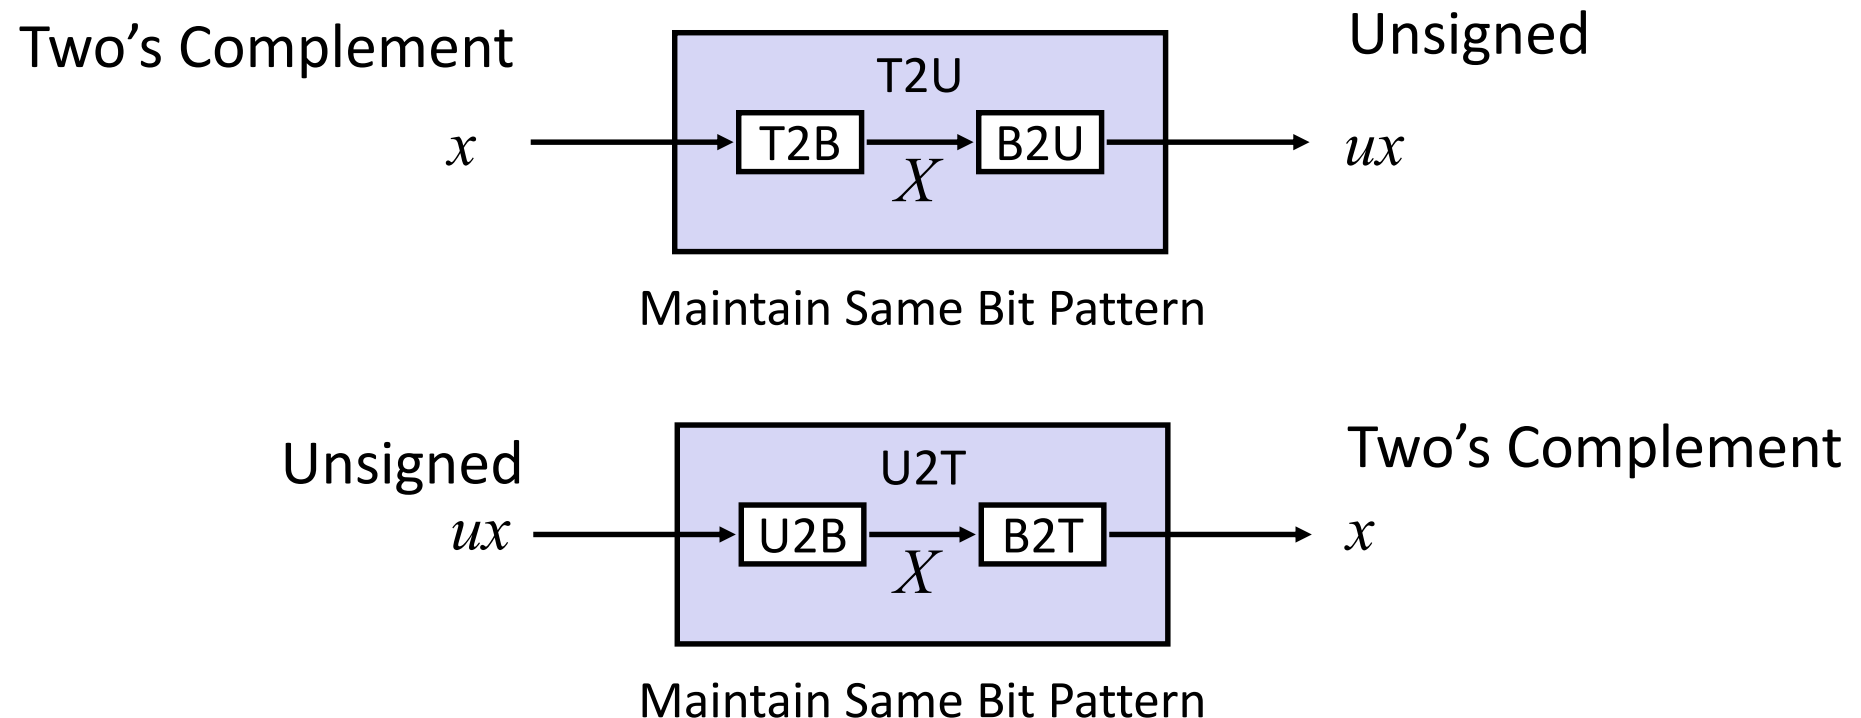 Two’s Complement
Unsigned
T2U
x
T2B
X
B2U
ux
Maintain Same Bit Pattern
Unsigned
Two’s Complement
U2T
ux
U2B
X
B2T
x
Maintain Same Bit Pattern